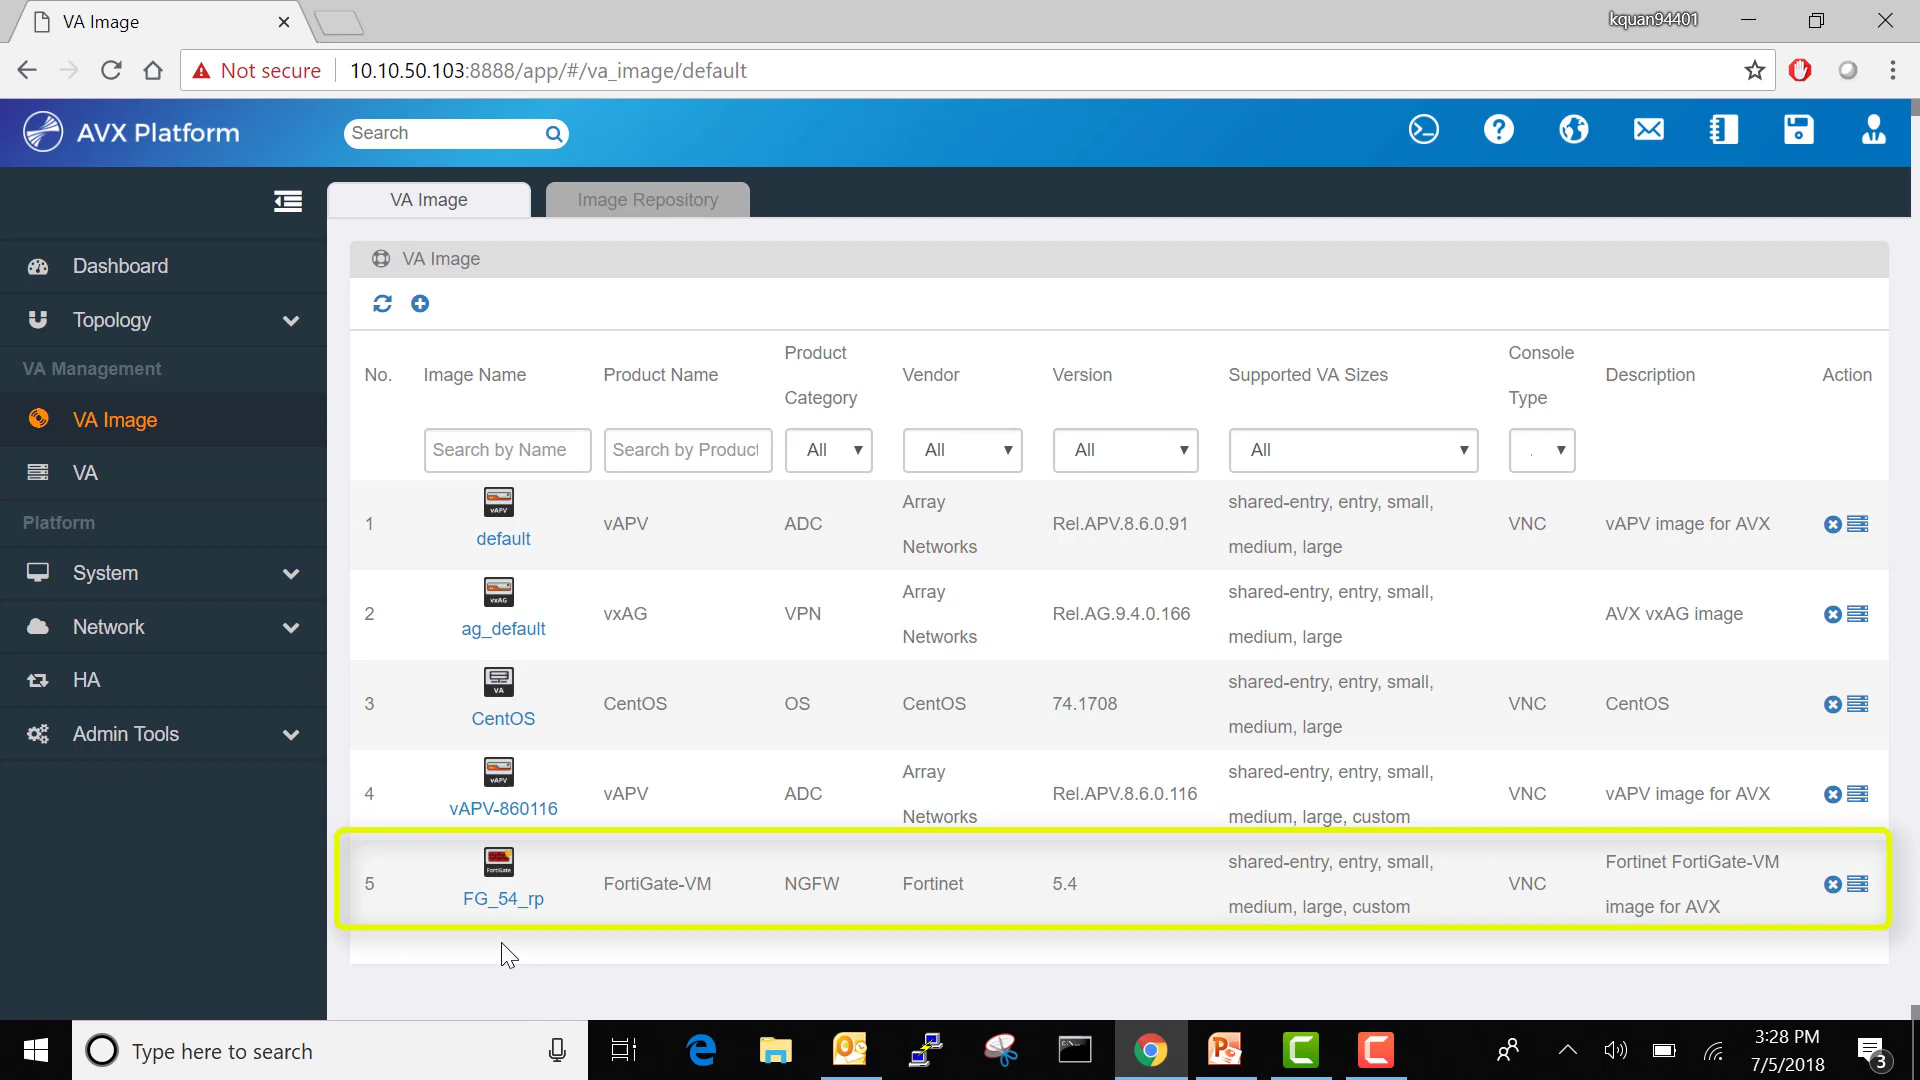 VA Image
kquan94401
Not secure
10.10.50.103:8888/app/#/va_image/default
AVX Platform
Search
VA Image
Image Repository
Dashboard
Topology
VA Management
VA Image
VA
Platform
System
Network
HA
Admin Tools
VA Image
No. Image Name Product Name Product Category Vendor Version Supported VA Sizes Console Type Description Action
Search by Name Search by Product All All All All .
vAPV
1 default vAPV ADC Array Networks Rel.APV.8.6.0.91 shared-entry, entry, small, medium, large VNC vAPV image for AVX
vxAG
2 ag_default vxAG VPN Array Networks Rel.AG.9.4.0.166 shared-entry, entry, small, medium, large AVX vxAG image
VA
3 CentOS CentOS OS CentOS 74.1708 shared-entry, entry, small, medium, large VNC CentOS
vAPV
4 vAPV-860116 vAPV ADC Array Networks Rel.APV.8.6.0.116 shared-entry, entry, small, medium, large, custom VNC vAPV image for AVX
FortiGate
5 FG_54_rp FortiGate-VM NGFW Fortinet 5.4 shared-entry, entry, small, medium, large, custom VNC Fortinet FortiGate-VM image for AVX
Type here to search
3:28 PM
7/5/2018
3